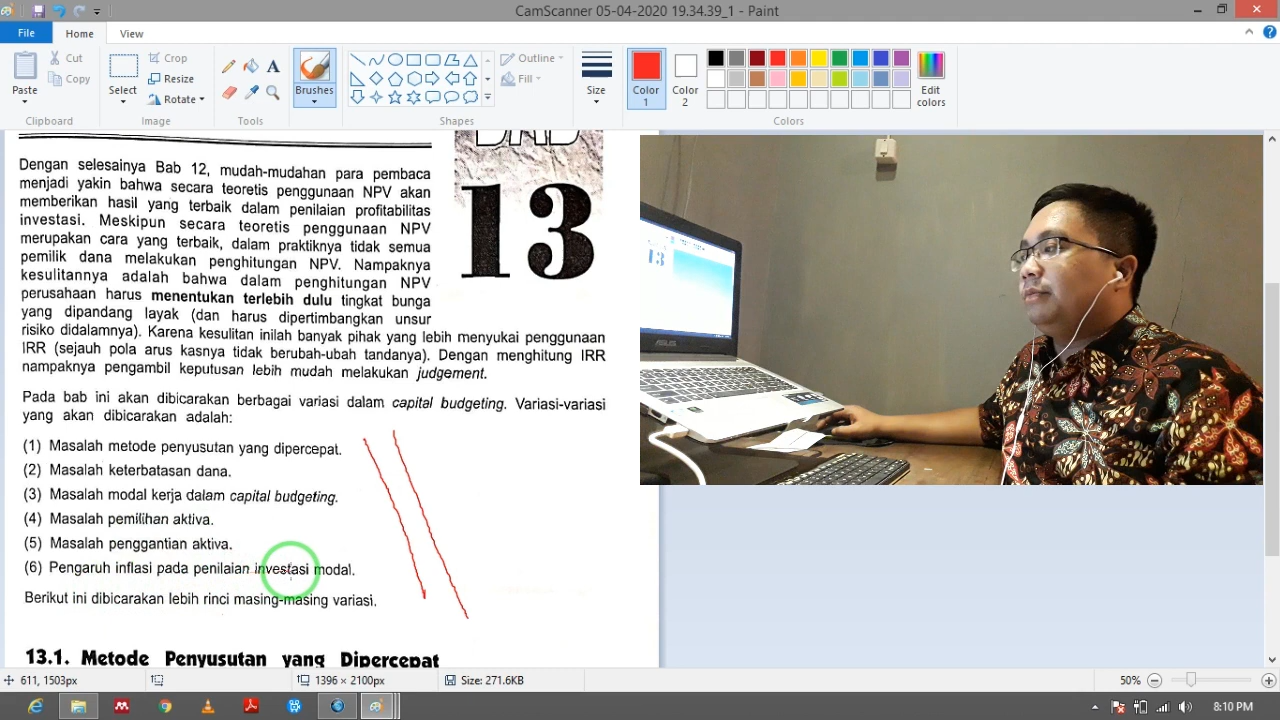 CamScanner 05-04-2020 19.34.39_1 - Paint
File Home View
Paste
Cut
Copy
Clipboard
Select
Crop
Resize
Rotate
Image
A
Tools
Brushes
Outline
Fill
Shapes
Size
Color 1
Color 2
Edit colors
Colors
BAB
13
Dengan selesainya Bab 12, mudah-mudahan para pembaca
menjadi yakin bahwa secara teoretis penggunaan NPV akan
memberikan hasil yang terbaik dalam penilaian profitabilitas
investasi. Meskipun secara teoretis penggunaan NPV
merupakan cara yang terbaik, dalam praktiknya tidak semua
pemilik dana melakukan penghitungan NPV. Nampaknya
kesulitannya adalah bahwa dalam penghitungan NPV
perusahaan harus menentukan terlebih dulu tingkat bunga
yang dipandang layak (dan harus dipertimbangkan unsur
risiko didalamnya). Karena kesulitan inilah banyak pihak yang lebih menyukai penggunaan
IRR (sejauh pola arus kasnya tidak berubah-ubah tandanya). Dengan menghitung IRR
nampaknya pengambil keputusan lebih mudah melakukan judgement.
Pada bab ini akan dibicarakan berbagai variasi dalam capital budgeting. Variasi-variasi
yang akan dibicarakan adalah:
(1) Masalah metode penyusutan yang dipercepat.
(2) Masalah keterbatasan dana.
(3) Masalah modal kerja dalam capital budgeting.
(4) Masalah pemilihan aktiva.
(5) Masalah penggantian aktiva.
(6) Pengaruh inflasi pada penilaian investasi modal.
Berikut ini dibicarakan lebih rinci masing-masing variasi.
13.1. Metode Penyusutan yang Dipercepat
13
ASUS
611, 1503px
1396 × 2100px
Size: 271.6KB
50%
8:10 PM